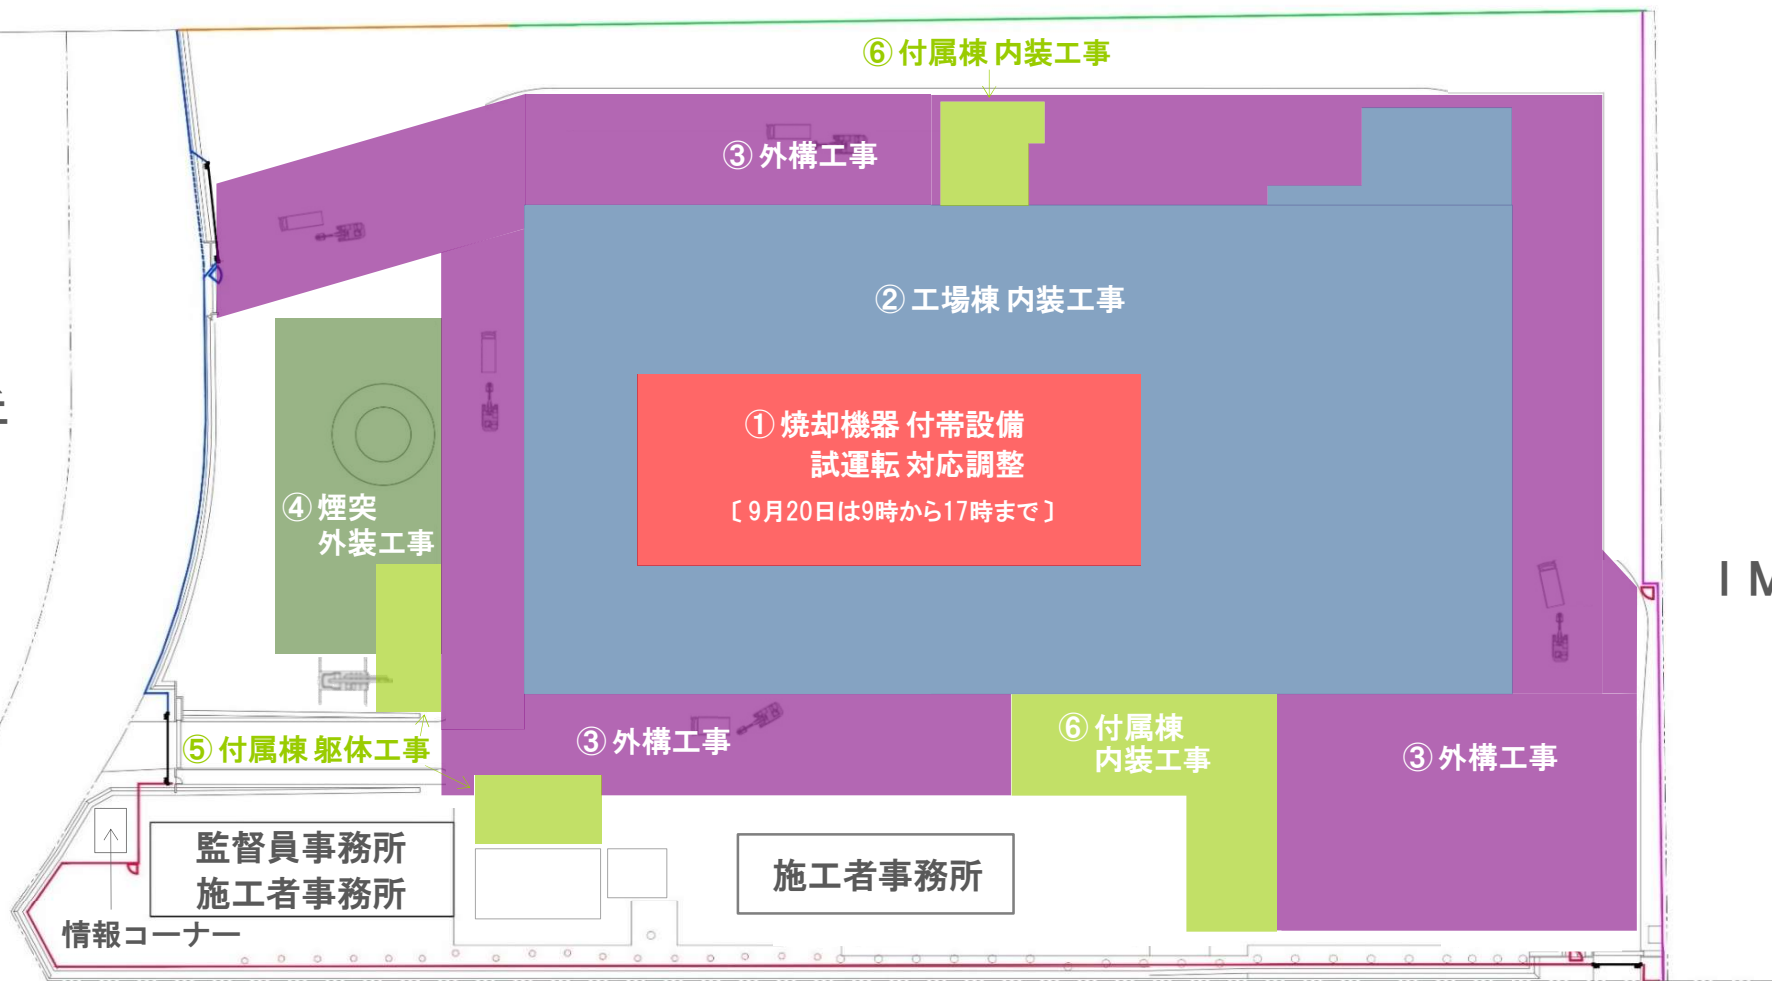 ⑥付属棟 内装工事
③外構工事
②工場棟 内装工事
①焼却機器 付帯設備
試運転 対応調整
〔9月20日は9時から17時まで〕
④煙突
外装工事
I M
⑤付属棟 躯体工事
③外構工事
⑥付属棟
内装工事
③外構工事
監督員事務所
施工者事務所
施工者事務所
情報コーナー